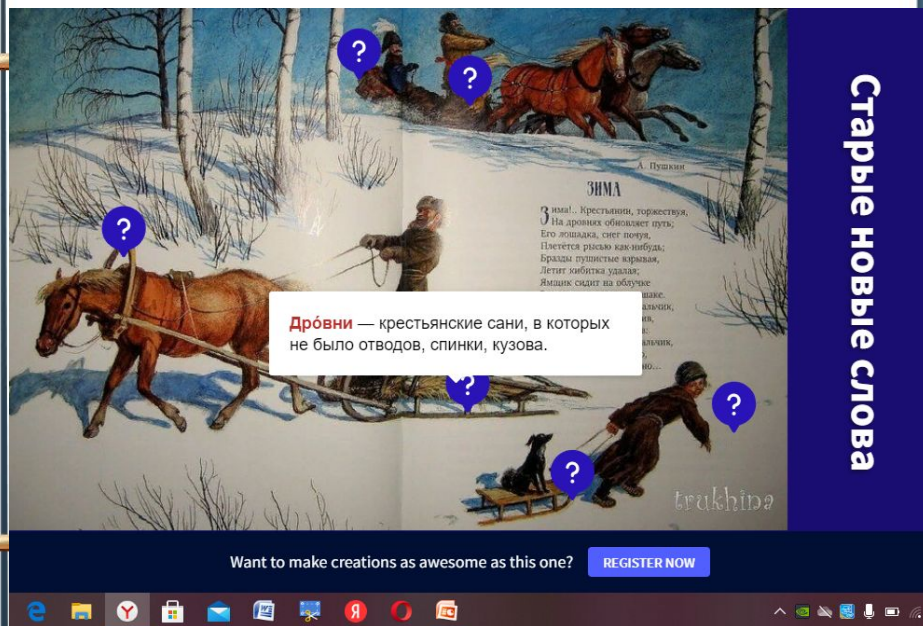 Старые новые слова
А. Пушкин
ЗИМА
Зима!.. Крестьянин, торжествуя,
На дровнях обновляет путь;
Его лошадка, снег почуя,
Плетётся рысью как-нибудь;
Бразды пушистые взрывая,
Летит кибитка удалая;
Ямщик сидит на облучке
?
?
?
Дро́вни — крестьянские сани, в которых
не было отводов, спинки, кузова.
?
?
?
trukhina
Want to make creations as awesome as this one? REGISTER NOW